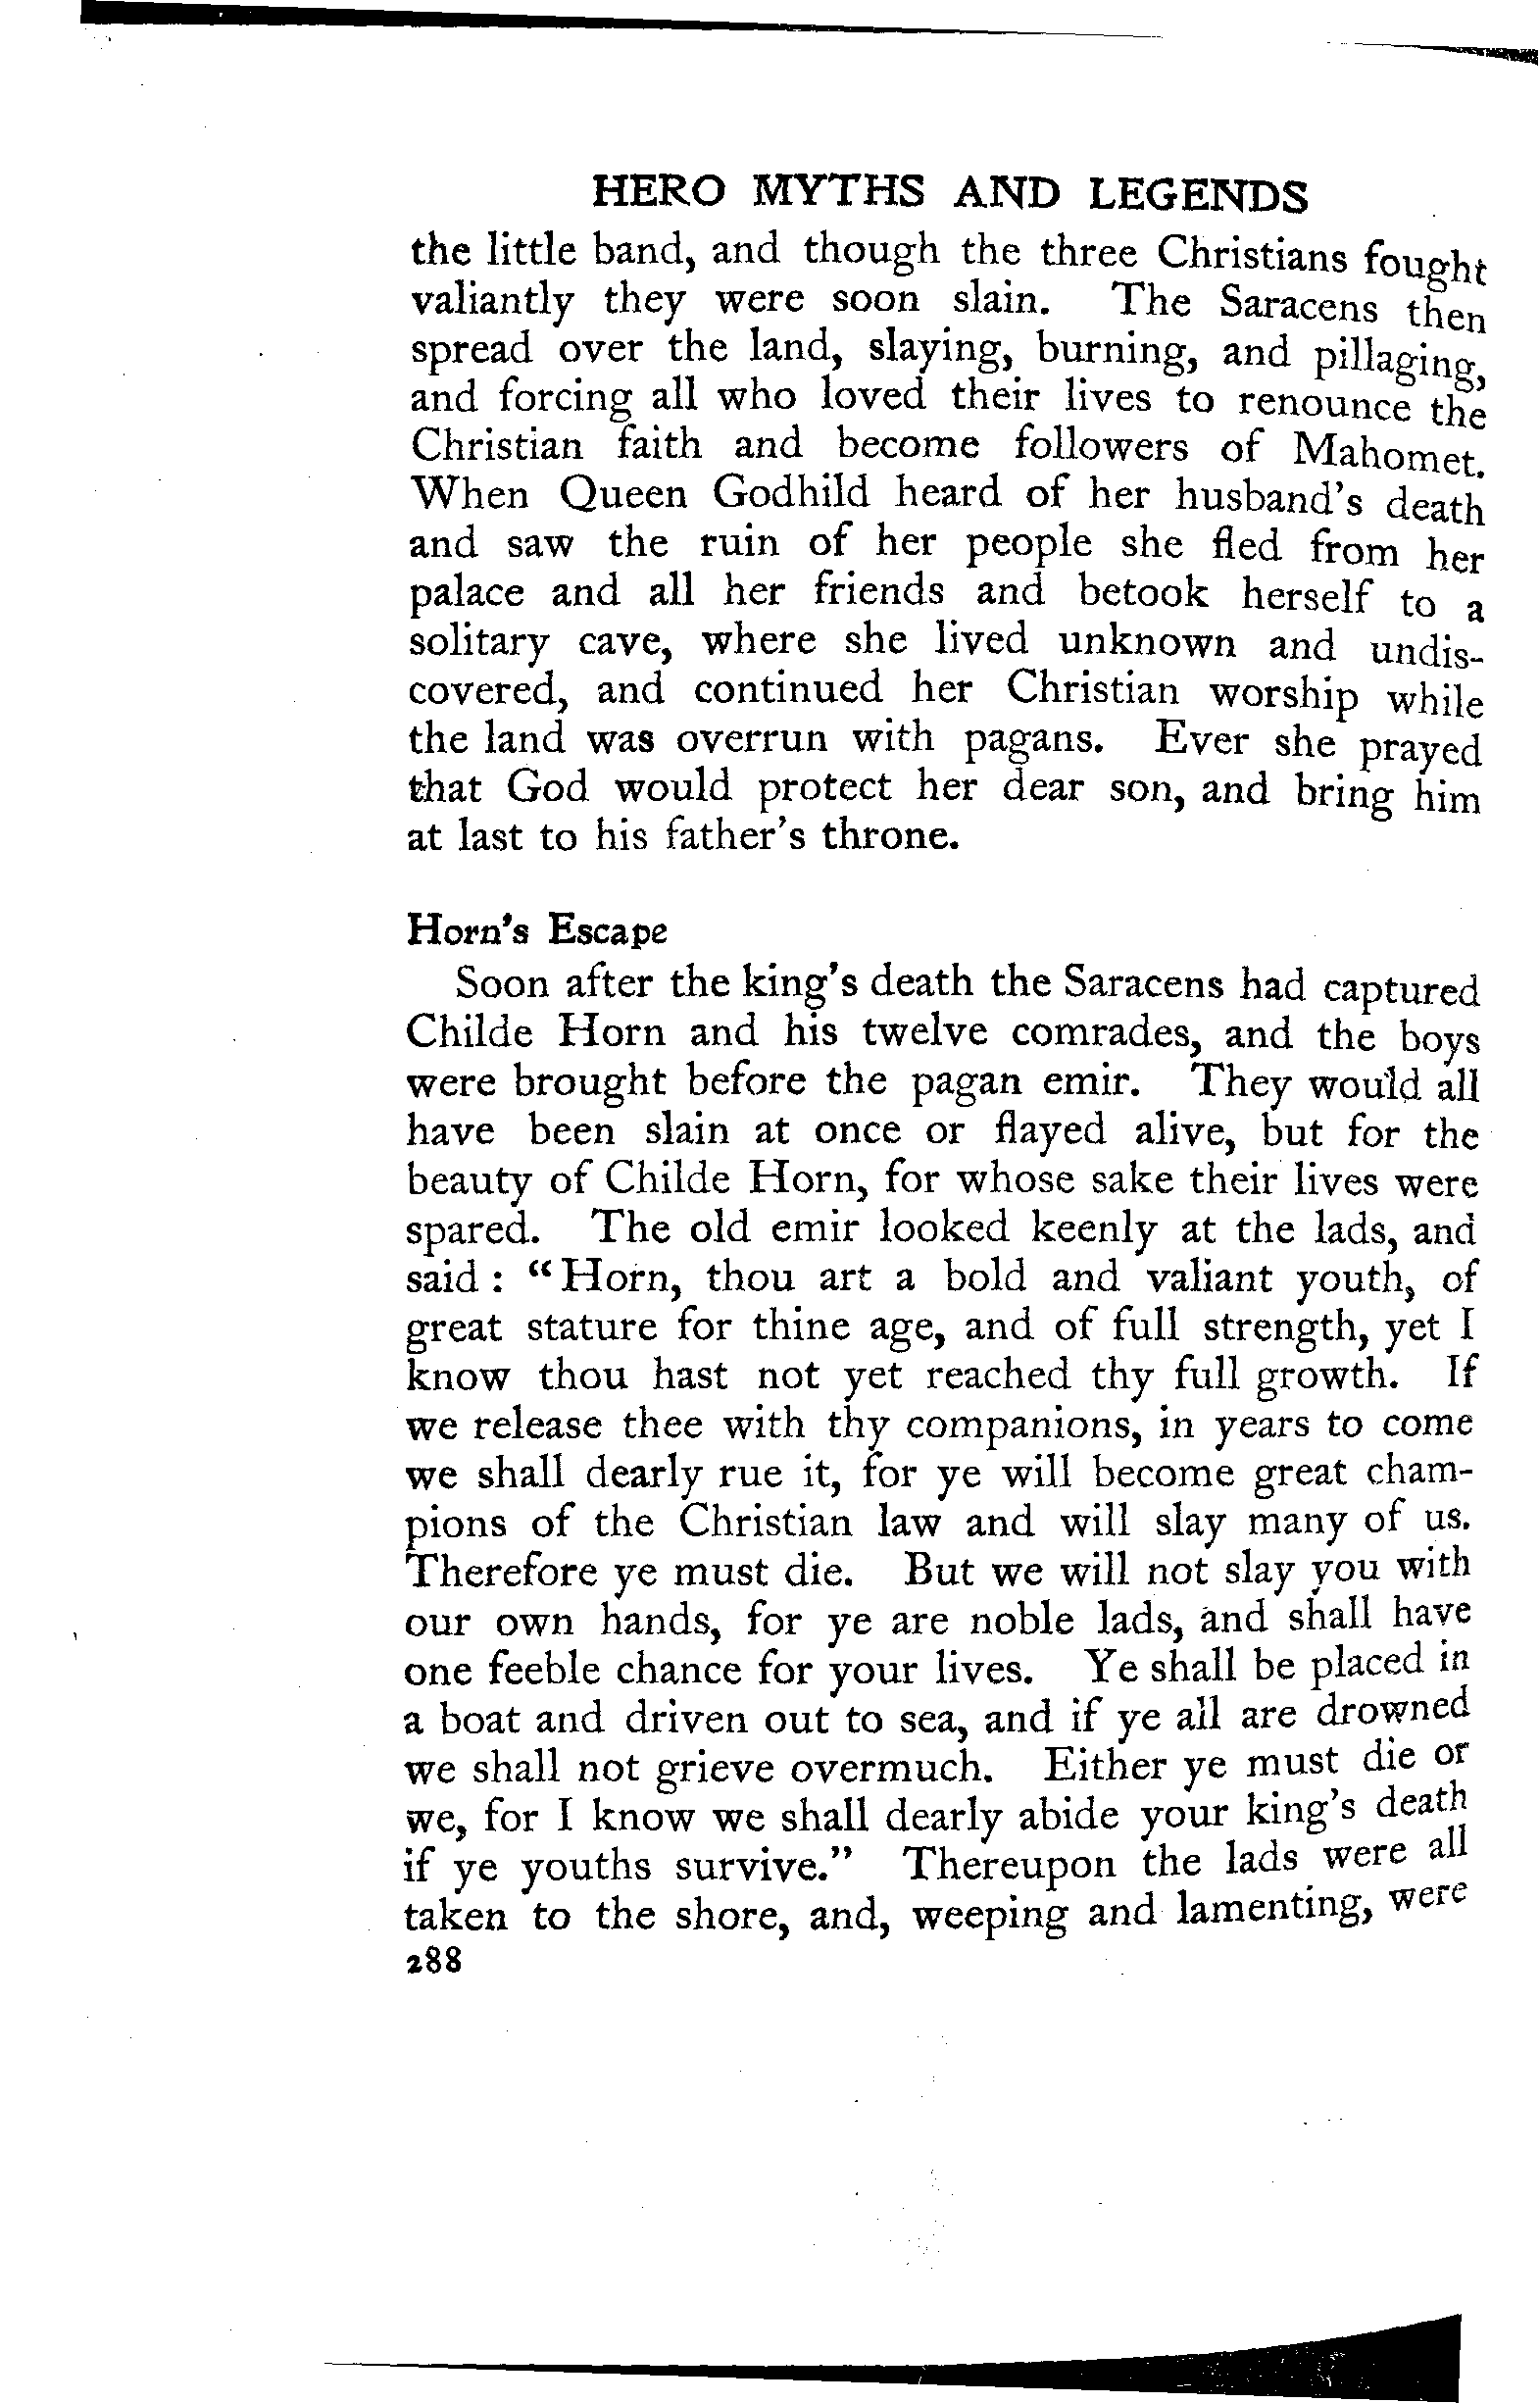 HERO MYTHS AND LEGENDS
the little band, and though the three Christians fought
valiantly they were soon slain. The Saracens then
spread over the land, slaying, burning, and pillaging,
and forcing all who loved their lives to renounce the
Christian faith and become followers of Mahomet.
When Queen Godhild heard of her husband's death
and saw the ruin of her people she fled from her
palace and all her friends and betook herself to a
solitary cave, where she lived unknown and undis-
covered, and continued her Christian worship while
the land was overrun with pagans. Ever she prayed
that God would protect her dear son, and bring him
at last to his father's throne.
Horn's Escape
Soon after the king's death the Saracens had captured
Childe Horn and his twelve comrades, and the boys
were brought before the pagan emir. They would all
have been slain at once or flayed alive, but for the
beauty of Childe Horn, for whose sake their lives were
spared. The old emir looked keenly at the lads, and
said : "Horn, thou art a bold and valiant youth, of
great stature for thine age, and of full strength, yet I
know thou hast not yet reached thy full growth. If
we release thee with thy companions, in years to come
we shall dearly rue it, for ye will become great cham-
pions of the Christian law and will slay many of us.
Therefore ye must die. But we will not slay you with
our own hands, for ye are noble lads, and shall have
one feeble chance for your lives. Ye shall be placed in
a boat and driven out to sea, and if ye all are drowned
we shall not grieve overmuch. Either ye must die or
we, for I know we shall dearly abide your king's death
if ye youths survive." Thereupon the lads were all
taken to the shore, and, weeping and lamenting, were
288